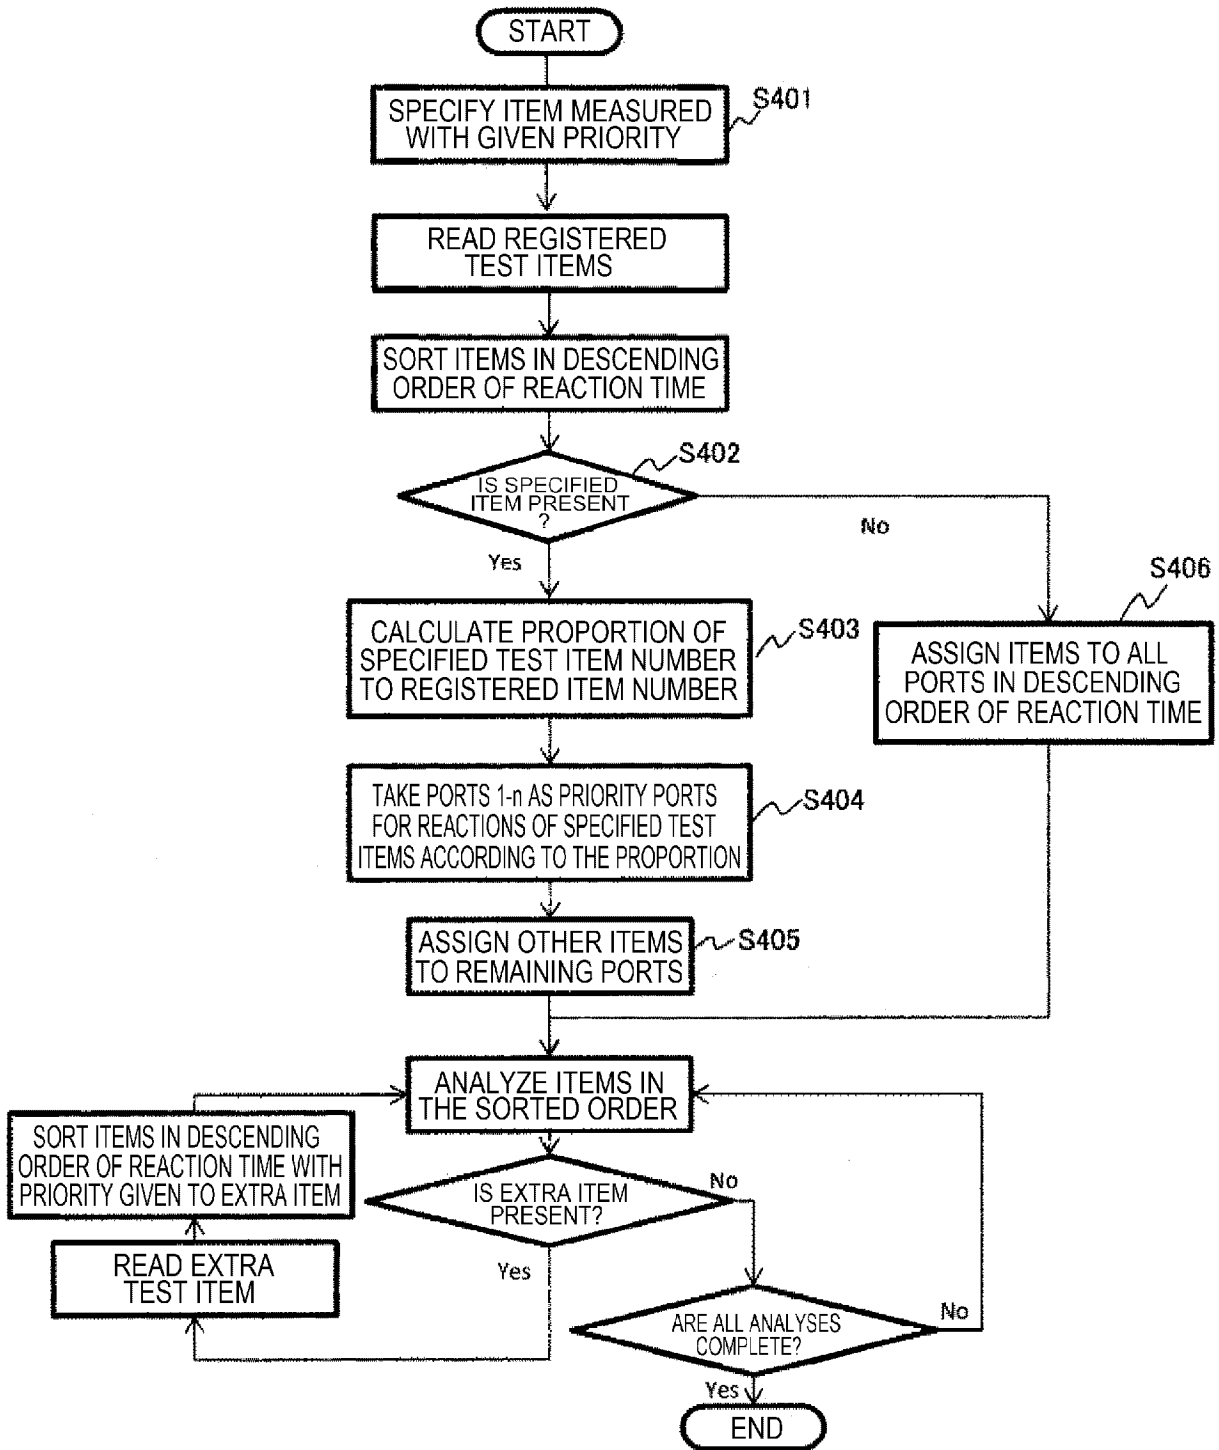 START
SPECIFY ITEM MEASURED
WITH GIVEN PRIORITY
S401
READ REGISTERED
TEST ITEMS
SORT ITEMS IN DESCENDING
ORDER OF REACTION TIME
S402
IS SPECIFIED
ITEM PRESENT
?
No
Yes
S406
CALCULATE PROPORTION OF
SPECIFIED TEST ITEM NUMBER
TO REGISTERED ITEM NUMBER
S403
ASSIGN ITEMS TO ALL
PORTS IN DESCENDING
ORDER OF REACTION TIME
TAKE PORTS 1-n AS PRIORITY PORTS
FOR REACTIONS OF SPECIFIED TEST
ITEMS ACCORDING TO THE PROPORTION
S404
ASSIGN OTHER ITEMS
TO REMAINING PORTS
S405
ANALYZE ITEMS IN
THE SORTED ORDER
SORT ITEMS IN DESCENDING
ORDER OF REACTION TIME WITH
PRIORITY GIVEN TO EXTRA ITEM
IS EXTRA ITEM
PRESENT?
No
Yes
READ EXTRA
TEST ITEM
ARE ALL ANALYSES
COMPLETE?
No
Yes
END